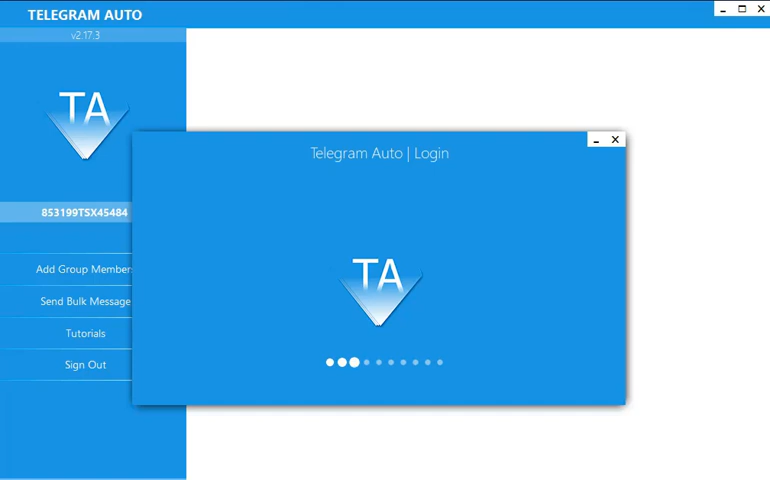 TELEGRAM AUTO
v2.17.3
TA
853199TSX45484
Add Group Member
Send Bulk Message
Tutorials
Sign Out
Telegram Auto | Login
TA